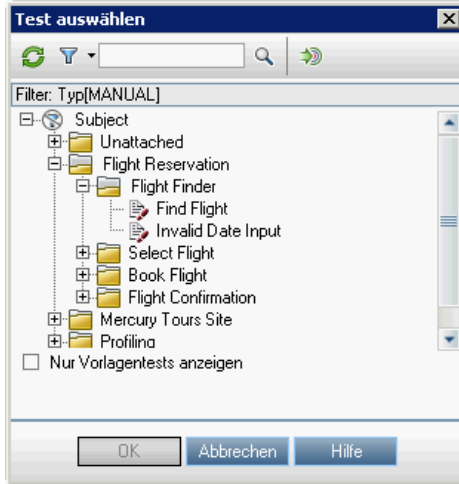 Test auswählen
Filter: Typ[MANUAL]
Subject
Unattached
Flight Reservation
Flight Finder
Find Flight
Invalid Date Input
Select Flight
Book Flight
Flight Confirmation
Mercury Tours Site
Profiling
Nur Vorlagentests anzeigen
OK Abbrechen Hilfe